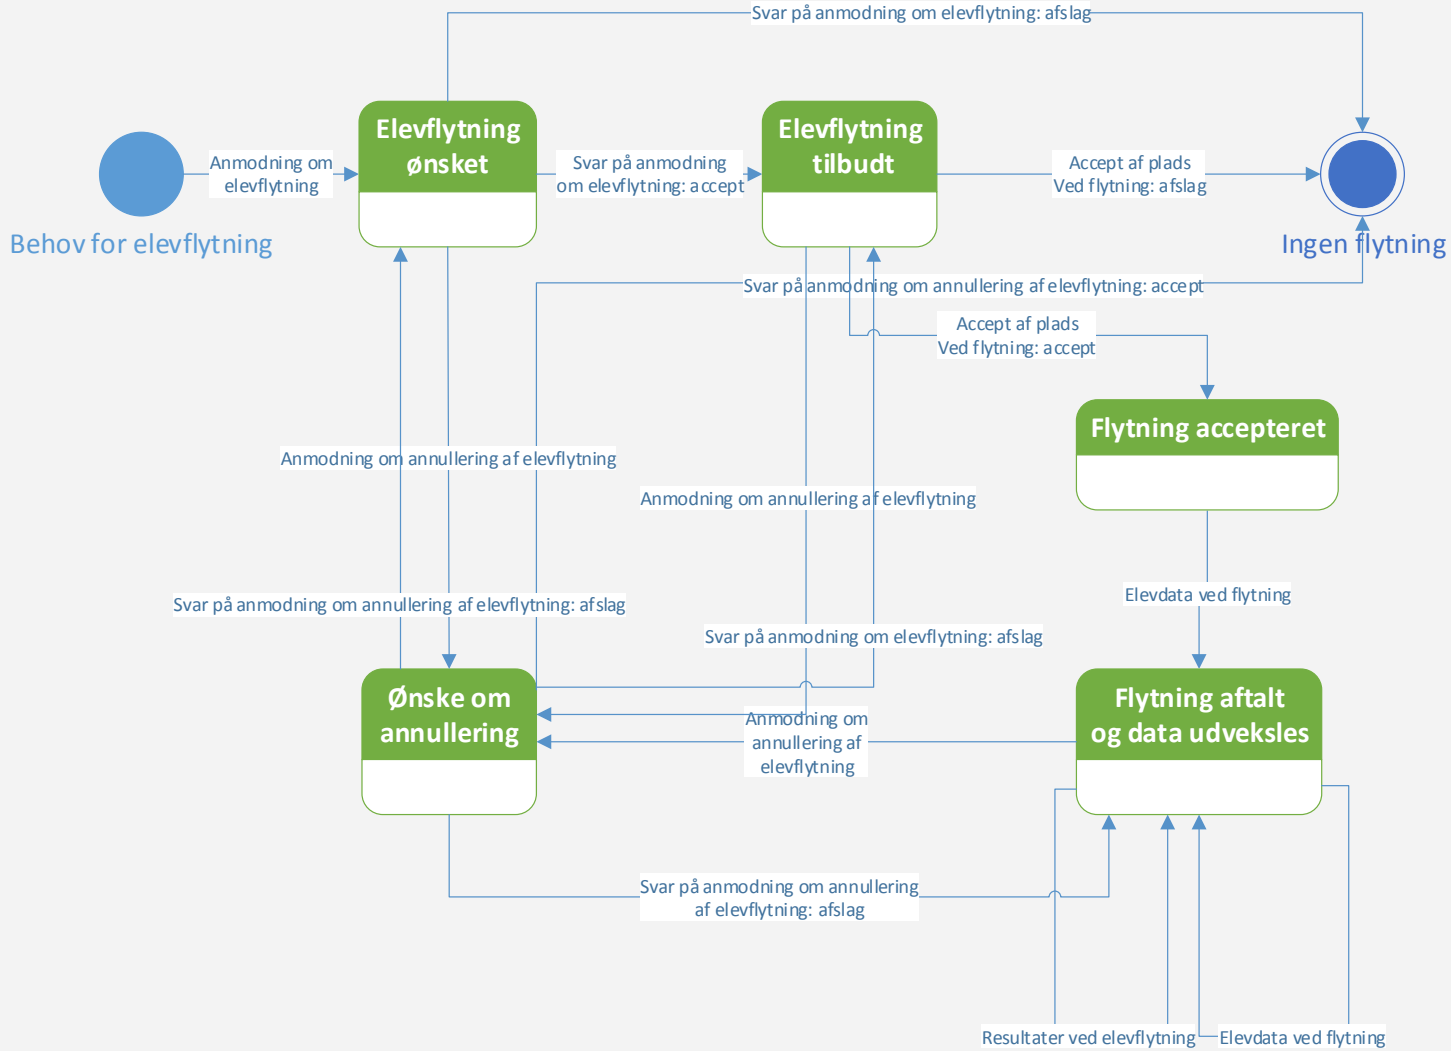 Svar på anmodning om elevflytning: afslag
Elevflytning
ønsket
Elevflytning
tilbudt
Anmodning om
elevflytning
Svar på anmodning
om elevflytning: accept
Accept af plads
Ved flytning: afslag
Behov for elevflytning
Ingen flytning
Svar på anmodning om annullering af elevflytning: accept
Accept af plads
Ved flytning: accept
Flytning accepteret
Anmodning om annullering af elevflytning
Anmodning om annullering af elevflytning
Elevdata ved flytning
Svar på anmodning om annullering af elevflytning: afslag
Svar på anmodning om elevflytning: afslag
Ønske om
annullering
Flytning aftalt
og data udveksles
Anmodning om
annullering af
elevflytning
Svar på anmodning om annullering
af elevflytning: afslag
Resultater ved elevflytning
Elevdata ved flytning